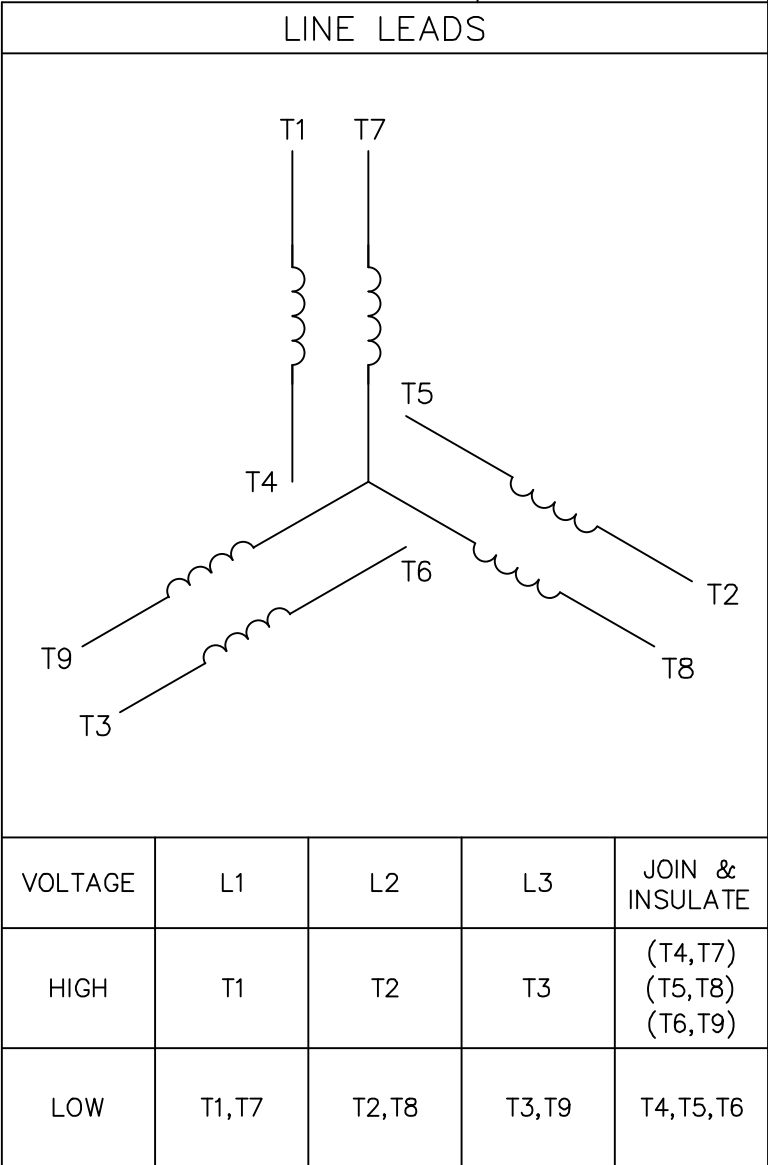 LINE LEADS
T1 T7
T5
T4
T6
T2
T9
T8
T3
VOLTAGE L1 L2 L3 JOIN & INSULATE
HIGH T1 T2 T3 (T4,T7) (T5,T8) (T6,T9)
LOW T1,T7 T2,T8 T3,T9 T4,T5,T6